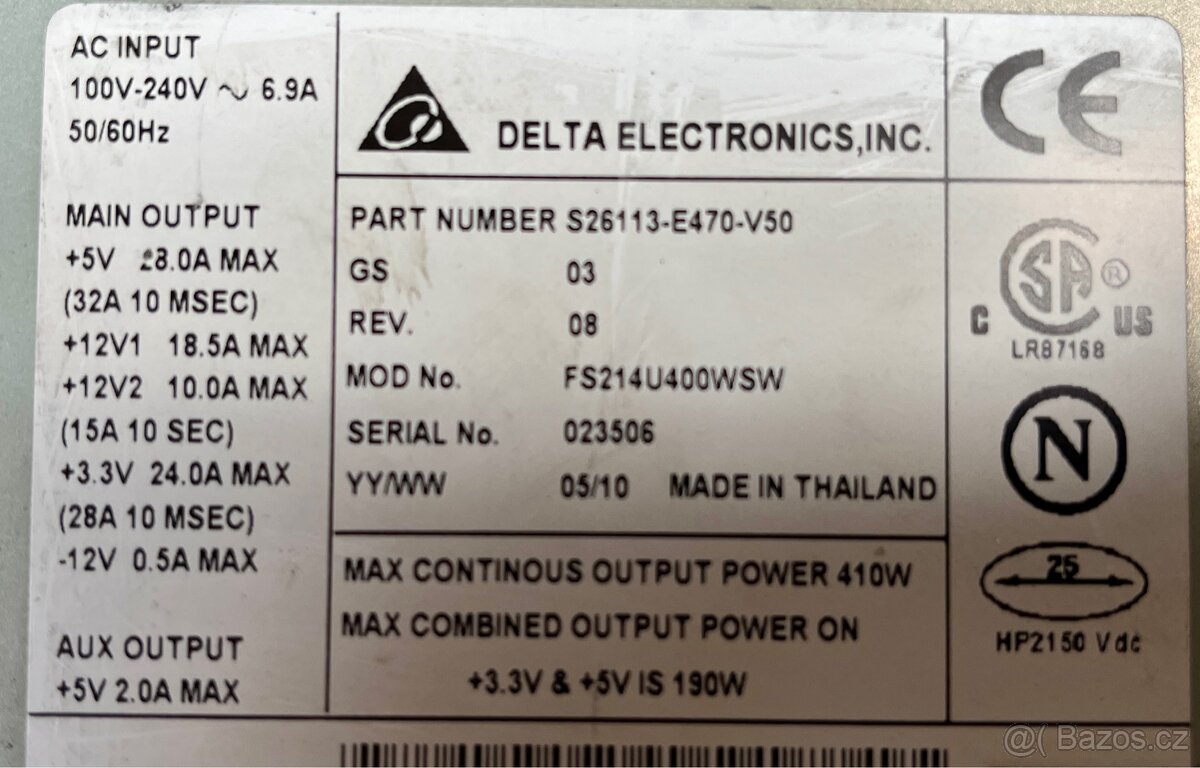 AC INPUT
100V-240V ~ 6.9A
50/60Hz
MAIN OUTPUT
+5V 28.0A MAX
(32A 10 MSEC)
+12V1 18.5A MAX
+12V2 10.0A MAX
(15A 10 SEC)
+3.3V 24.0A MAX
(28A 10 MSEC)
-12V 0.5A MAX
AUX OUTPUT
+5V 2.0A MAX
DELTA ELECTRONICS,INC.
PART NUMBER S26113-E470-V50
GS 03
REV. 08
MOD No. FS214U400WSW
SERIAL No. 023506
YY/WW 05/10 MADE IN THAILAND
MAX CONTINOUS OUTPUT POWER 410W
MAX COMBINED OUTPUT POWER ON
+3.3V & +5V IS 190W
CE
C SA ® US
LR87168
N
25
HP2150 Vdc
@( Bazos.cz